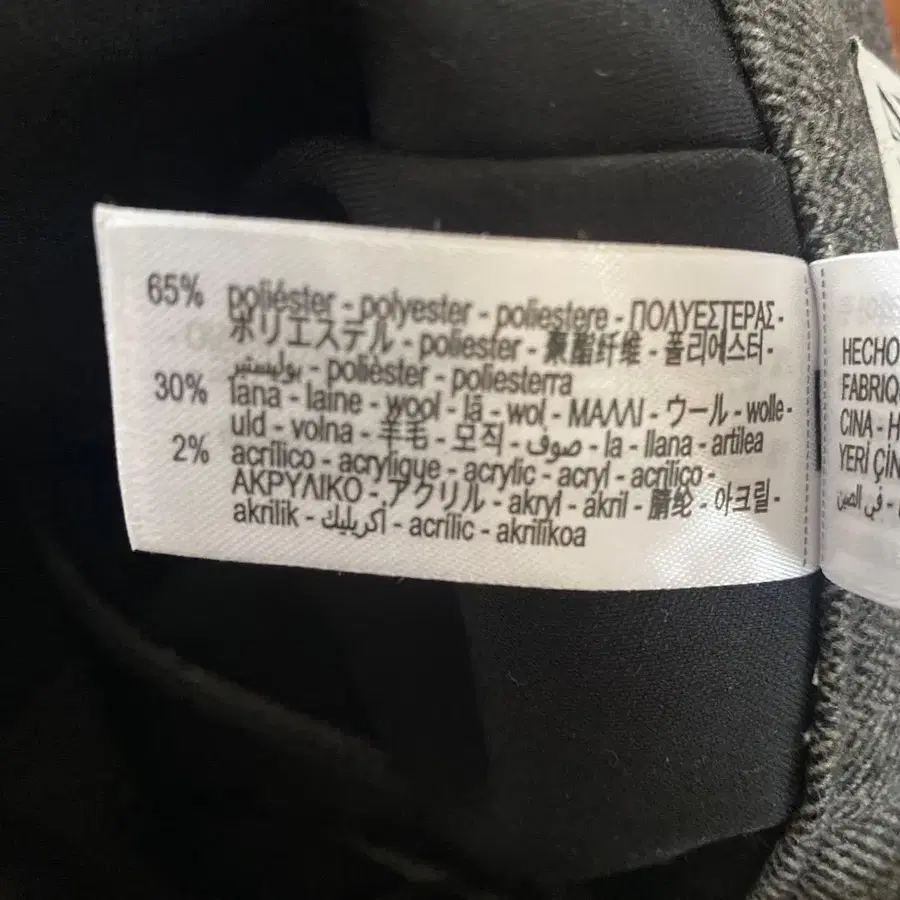 65% poliéster - polyester - poliestere - ΠΟΛΥΕΣΤΕΡΑΣ -
ポリエステル - poliester - 聚酯纤维 - 폴리에스터 -
بوليستير - polièster - poliesterra
30% lana - laine - wool - lã - wol - ΜΑΛΛΙ - ウール - wolle -
uld - volna - 羊毛 - 모직 - صوف - la - llana - artilea
2% acrílico - acrylique - acrylic - acryl - acrilico -
ΑΚΡΥΛΙΚΟ - アクリル - akryl - akril - 腈纶 - 아크릴 -
akrilik - أكريليك - acrílic - akrilikoa
HECHO
FABRIQ
CINA - H
YERİ ÇİN
في الصين -